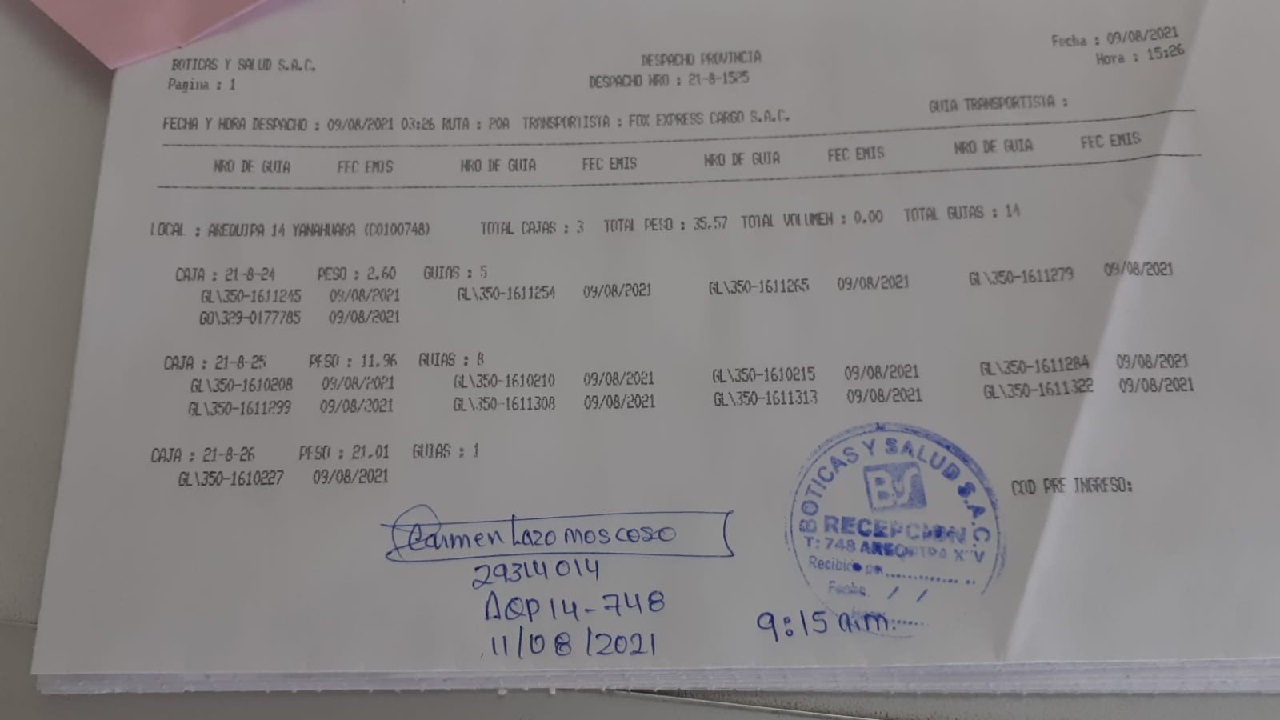 BOTICAS Y SALUD S.A.C.
Pagina : 1
DESPACHO PROVINCIA
DESPACHO NRO : 21-8-1525
Fecha : 09/08/2021
Hora : 15:26
FECHA Y HORA DESPACHO : 09/08/2021 03:26 RUTA : POA TRANSPORTISTA : FOX EXPRESS CARGO S.A.C.
GUIA TRANSPORTISTA :
NRO DE GUIA FEC EMIS NRO DE GUIA FEC EMIS NRO DE GUIA FEC EMIS NRO DE GUIA FEC EMIS
LOCAL : AREQUIPA 14 YANAHUARA (C0100748) TOTAL CAJAS : 3 TOTAL PESO : 35.57 TOTAL VOLUMEN : 0.00 TOTAL GUIAS : 14
CAJA : 21-8-24 PESO : 2.60 GUIAS : 5
GL\350-1611245 09/08/2021 GL\350-1611254 09/08/2021 GL\350-1611265 09/08/2021 GL\350-1611279 09/08/2021
GO\329-0177785 09/08/2021
CAJA : 21-8-25 PESO : 11.96 GUIAS : 8
GL\350-1610208 09/08/2021 GL\350-1610210 09/08/2021 GL\350-1610215 09/08/2021 GL\350-1611284 09/08/2021
GL\350-1611299 09/08/2021 GL\350-1611308 09/08/2021 GL\350-1611313 09/08/2021 GL\350-1611322 09/08/2021
CAJA : 21-8-26 PESO : 21.01 GUIAS : 1
GL\350-1610227 09/08/2021
COD PRE INGRESO:
BOTICAS Y SALUD S.A.C.
BS
RECEPCION
T: 748 AREQUIPA XIV
Recibido por
Fecha: / /
Carmen Lazo Moscoso
29314014
AQP 14-748
11/08/2021
9:15 a.m.